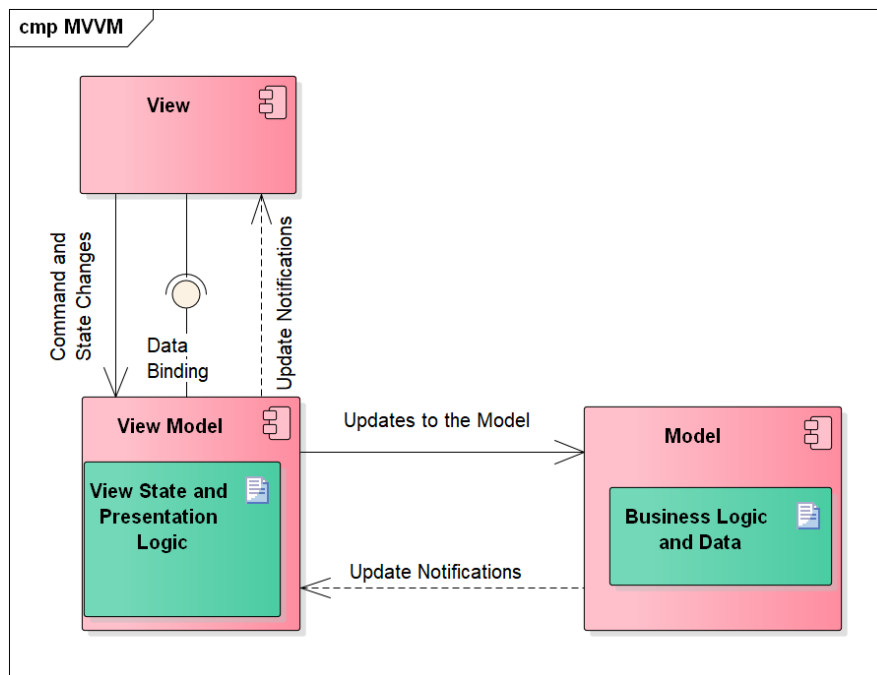 cmp MVVM
View
Command and
State Changes
Data
Binding
Update Notifications
View Model
View State and
Presentation
Logic
Updates to the Model
Update Notifications
Model
Business Logic
and Data